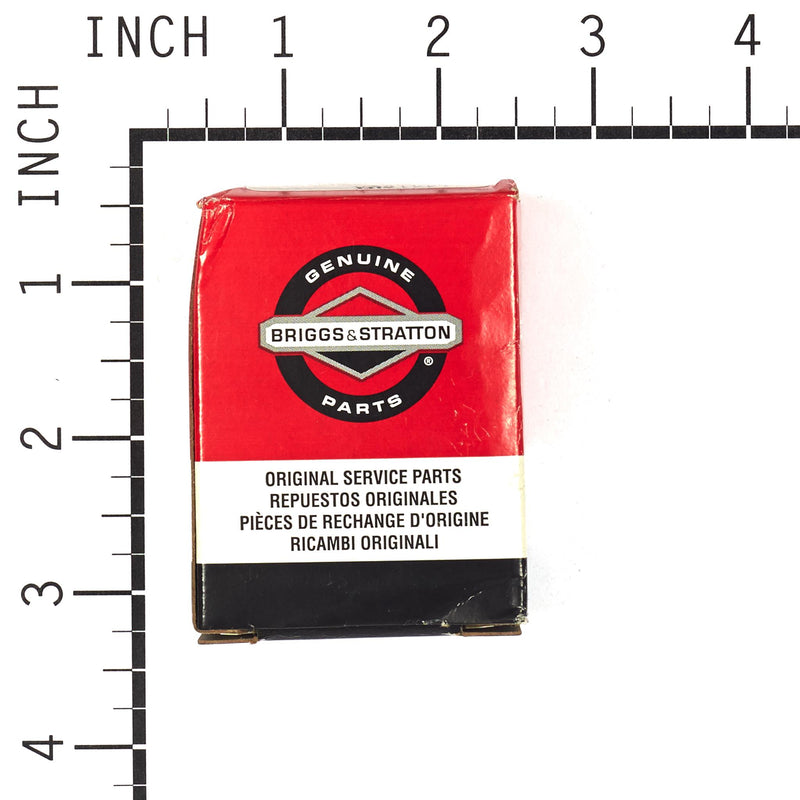 INCH 1 2 3 4
INCH
1
2
3
4
GENUINE
BRIGGS & STRATTON
®
PARTS
ORIGINAL SERVICE PARTS
REPUESTOS ORIGINALES
PIÈCES DE RECHANGE D'ORIGINE
RICAMBI ORIGINALI